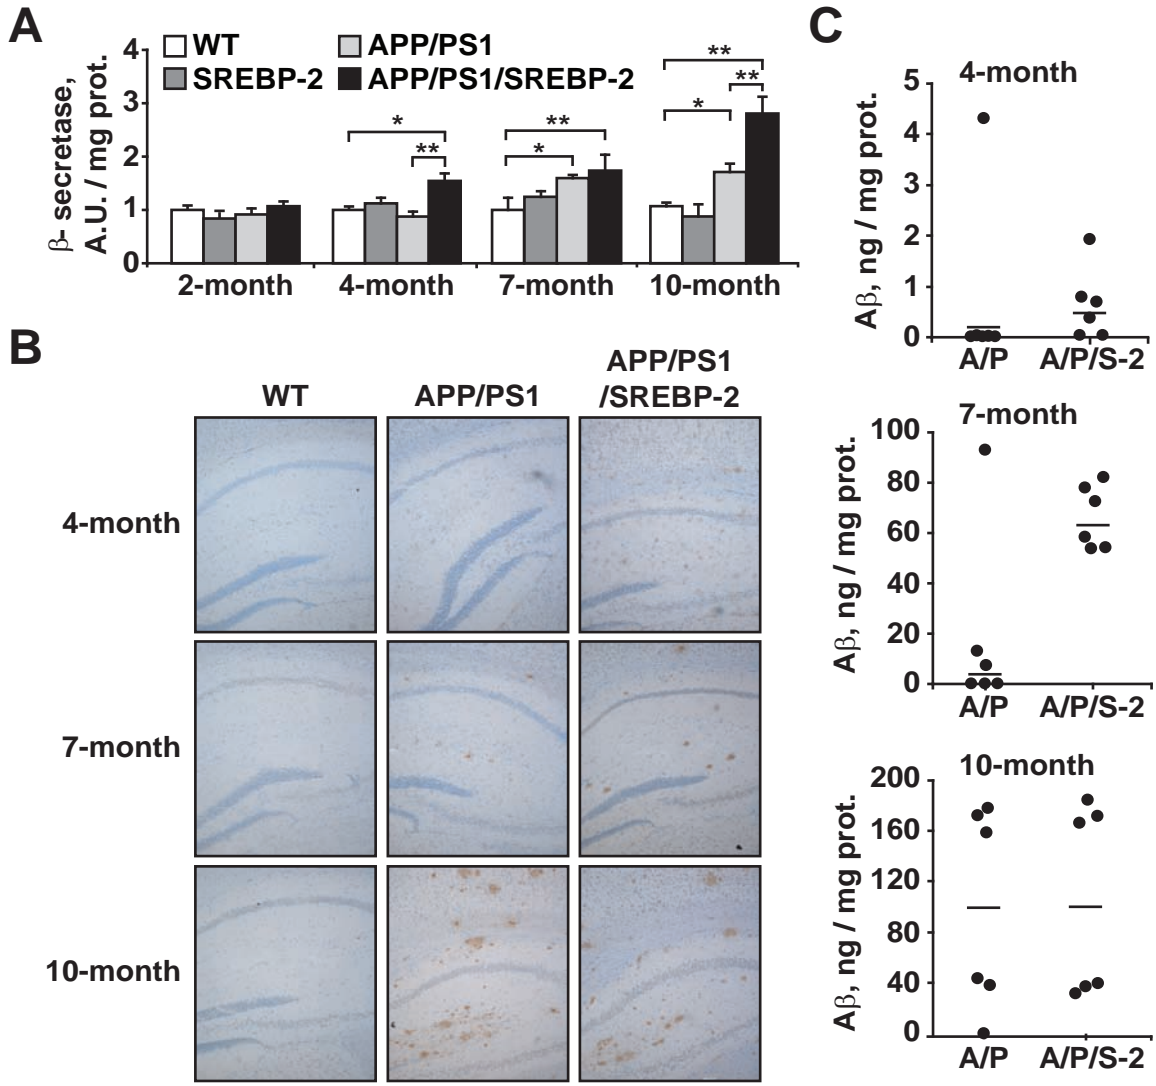 A
β- secretase,
A.U. / mg prot.
4
3
2
1
0
WT
SREBP-2
APP/PS1
APP/PS1/SREBP-2
*
**
*
**
**
**
*
2-month
4-month
7-month
10-month
B
WT
APP/PS1
APP/PS1
/SREBP-2
4-month
7-month
10-month
C
4-month
Aβ, ng / mg prot.
5
4
3
2
1
0
A/P
A/P/S-2
7-month
Aβ, ng / mg prot.
100
80
60
40
20
0
A/P
A/P/S-2
10-month
Aβ, ng / mg prot.
200
160
120
80
40
0
A/P
A/P/S-2